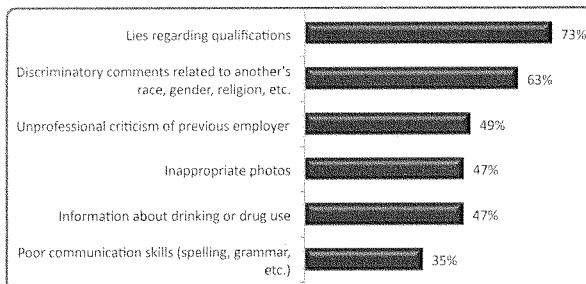 Lies regarding qualifications
73%
Discriminatory comments related to another's
race, gender, religion, etc.
63%
Unprofessional criticism of previous employer
49%
Inappropriate photos
47%
Information about drinking or drug use
47%
Poor communication skills (spelling, grammar,
etc.)
35%